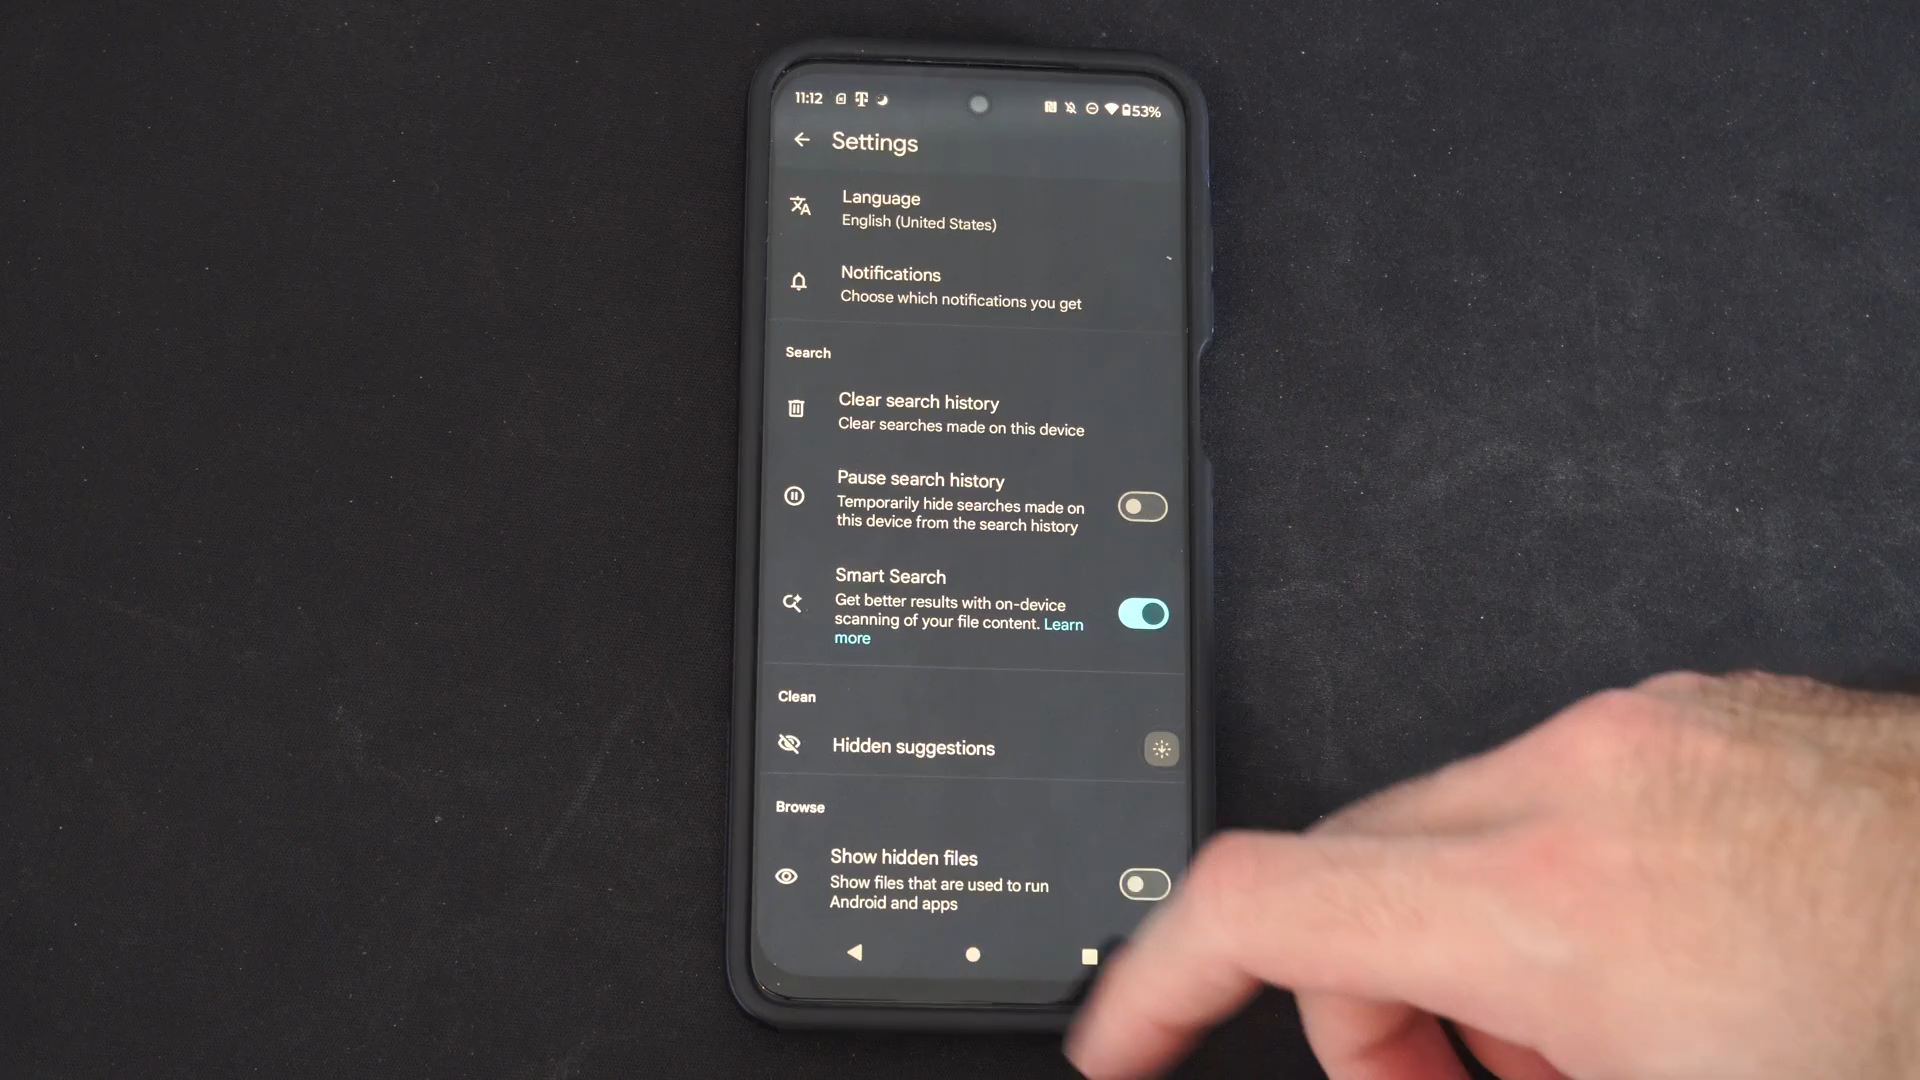 11:12
53%
Settings
Language
English (United States)
Notifications
Choose which notifications you get
Search
Clear search history
Clear searches made on this device
Pause search history
Temporarily hide searches made on
this device from the search history
Smart Search
Get better results with on-device
scanning of your file content. Learn
more
Clean
Hidden suggestions
Browse
Show hidden files
Show files that are used to run
Android and apps